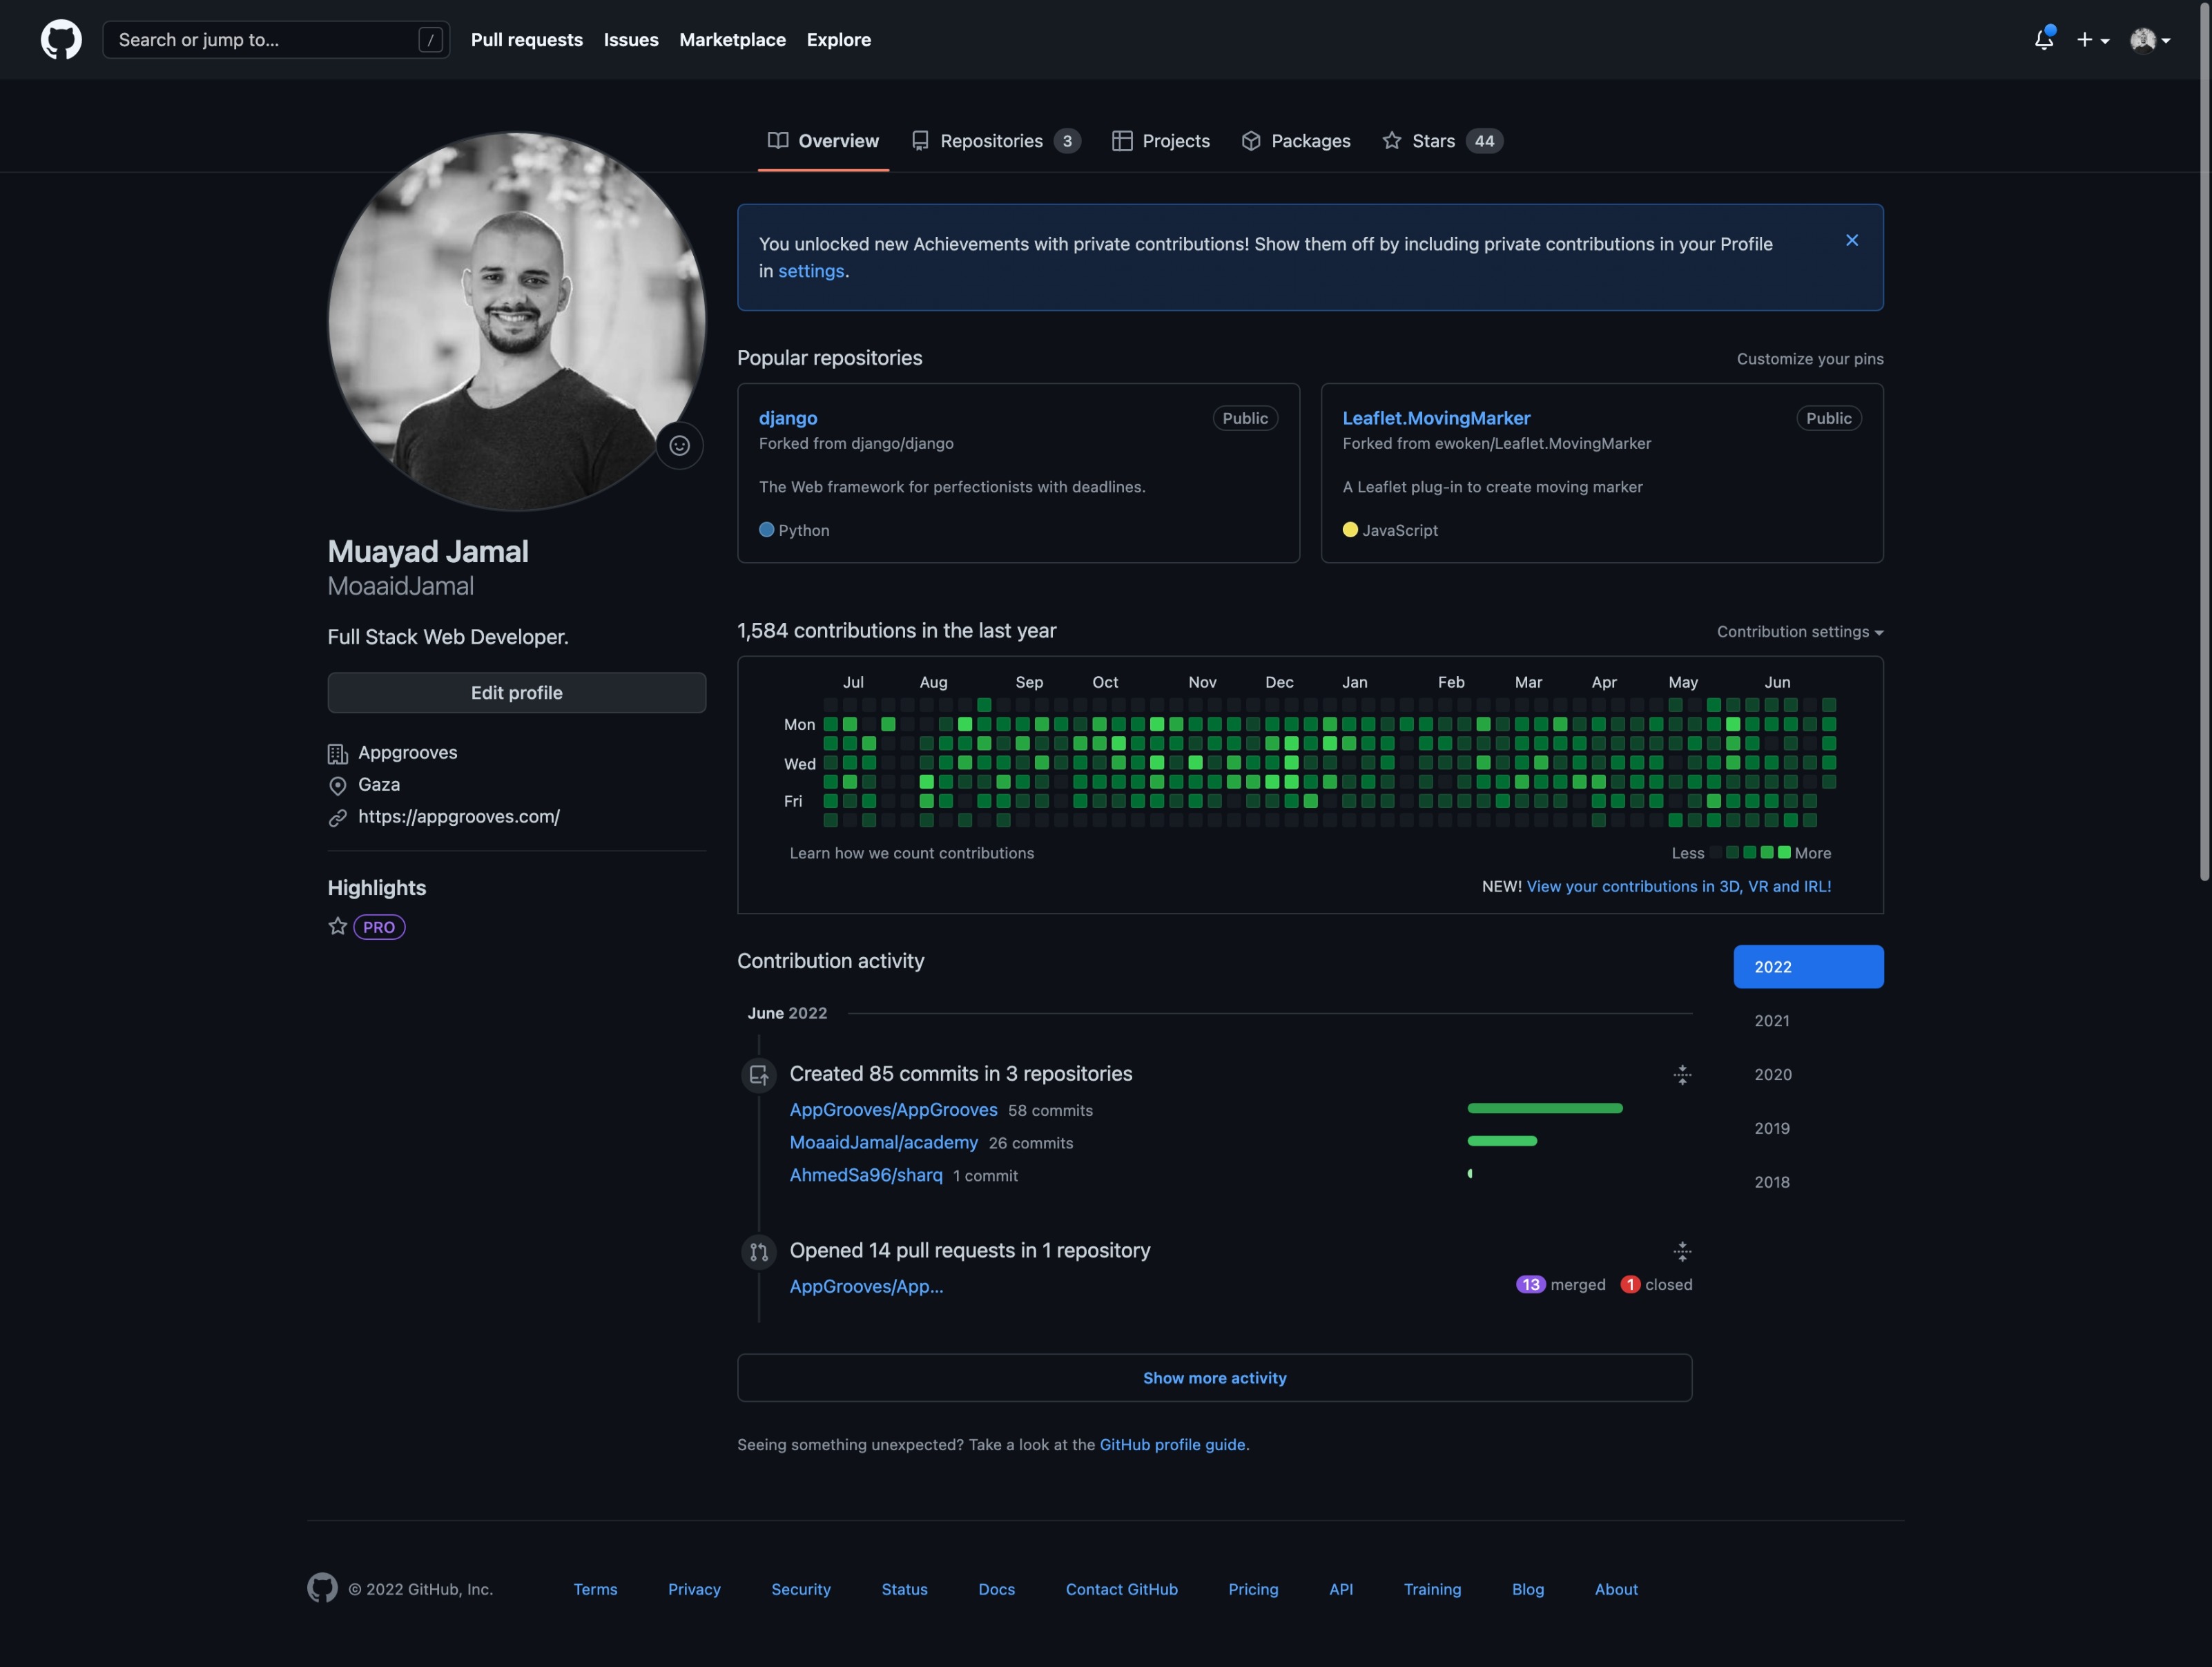 Search or jump to...
/
Pull requests
Issues
Marketplace
Explore
Overview
Repositories 3
Projects
Packages
Stars 44
Muayad Jamal
MoaaidJamal
Full Stack Web Developer.
Edit profile
Appgrooves
Gaza
https://appgrooves.com/
Highlights
PRO
You unlocked new Achievements with private contributions! Show them off by including private contributions in your Profile
in settings.
Popular repositories
Customize your pins
django
Public
Forked from django/django
The Web framework for perfectionists with deadlines.
Python
Leaflet.MovingMarker
Public
Forked from ewoken/Leaflet.MovingMarker
A Leaflet plug-in to create moving marker
JavaScript
1,584 contributions in the last year
Contribution settings
Jul Aug Sep Oct Nov Dec Jan Feb Mar Apr May Jun
Mon
Wed
Fri
Learn how we count contributions
Less More
NEW! View your contributions in 3D, VR and IRL!
Contribution activity
2022
2021
2020
2019
2018
June 2022
Created 85 commits in 3 repositories
AppGrooves/AppGrooves 58 commits
MoaaidJamal/academy 26 commits
AhmedSa96/sharq 1 commit
Opened 14 pull requests in 1 repository
AppGrooves/App...
13 merged 1 closed
Show more activity
Seeing something unexpected? Take a look at the GitHub profile guide.
© 2022 GitHub, Inc.
Terms
Privacy
Security
Status
Docs
Contact GitHub
Pricing
API
Training
Blog
About